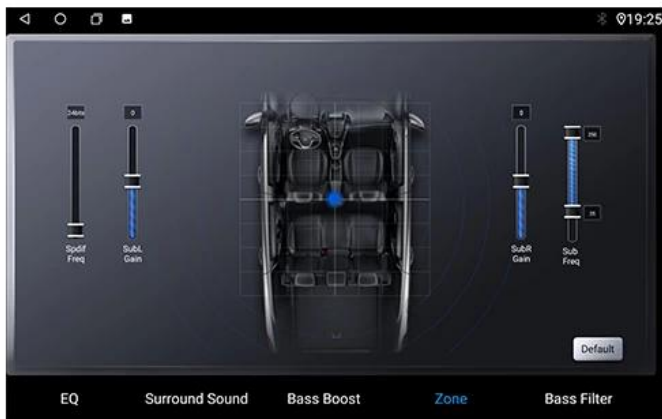 19:25
0
0
Spdif
Freq
SubL
Gain
SubR
Gain
Sub
Freq
Default
EQ
Surround Sound
Bass Boost
Zone
Bass Filter